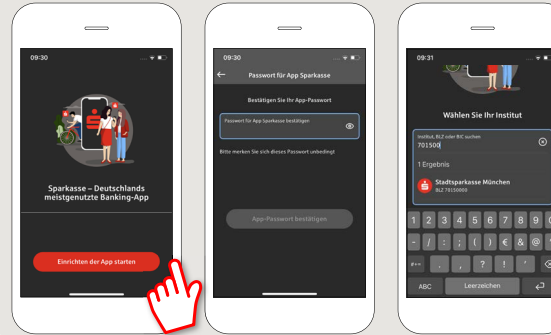 09:30
Sparkasse – Deutschlands
meistgenutzte Banking-App
Einrichten der App starten
09:30
Passwort für App Sparkasse
Bestätigen Sie Ihr App-Passwort
Passwort für App Sparkasse bestätigen
Bitte merken Sie sich dieses Passwort unbedingt
App-Passwort bestätigen
09:31
Wählen Sie Ihr Institut
Institut, BLZ oder BIC suchen
701500
1 Ergebnis
Stadtsparkasse München
BLZ 70150000
1 2 3 4 5 6 7 8 9 0
- / : ; ( ) € & @
#+= . , ? ! '
ABC Leerzeichen